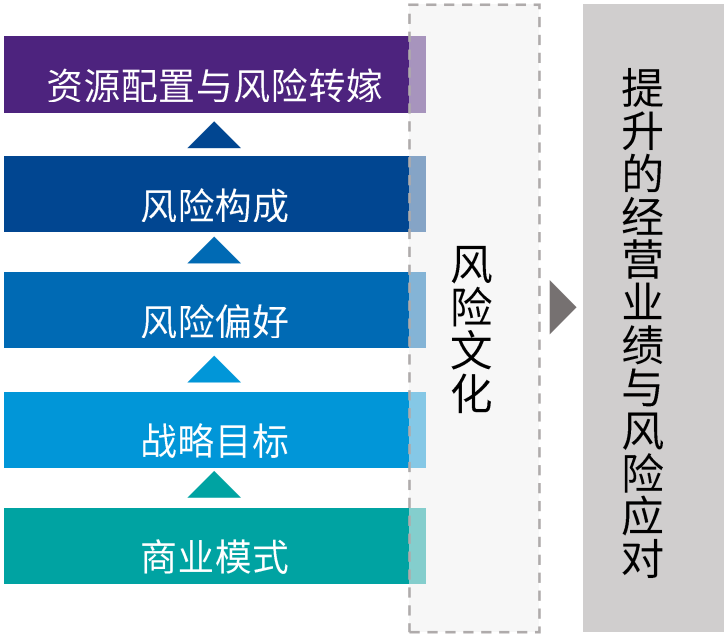 资源配置与风险转嫁
风险构成
风险偏好
战略目标
商业模式
风险文化
提升的经营业绩与风险应对